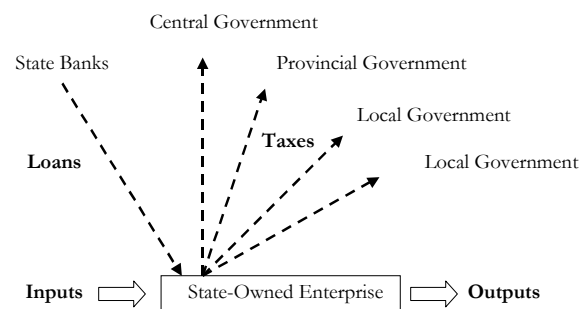 Central Government
State Banks
Provincial Government
Local Government
Taxes
Loans
Local Government
Inputs
State-Owned Enterprise
Outputs